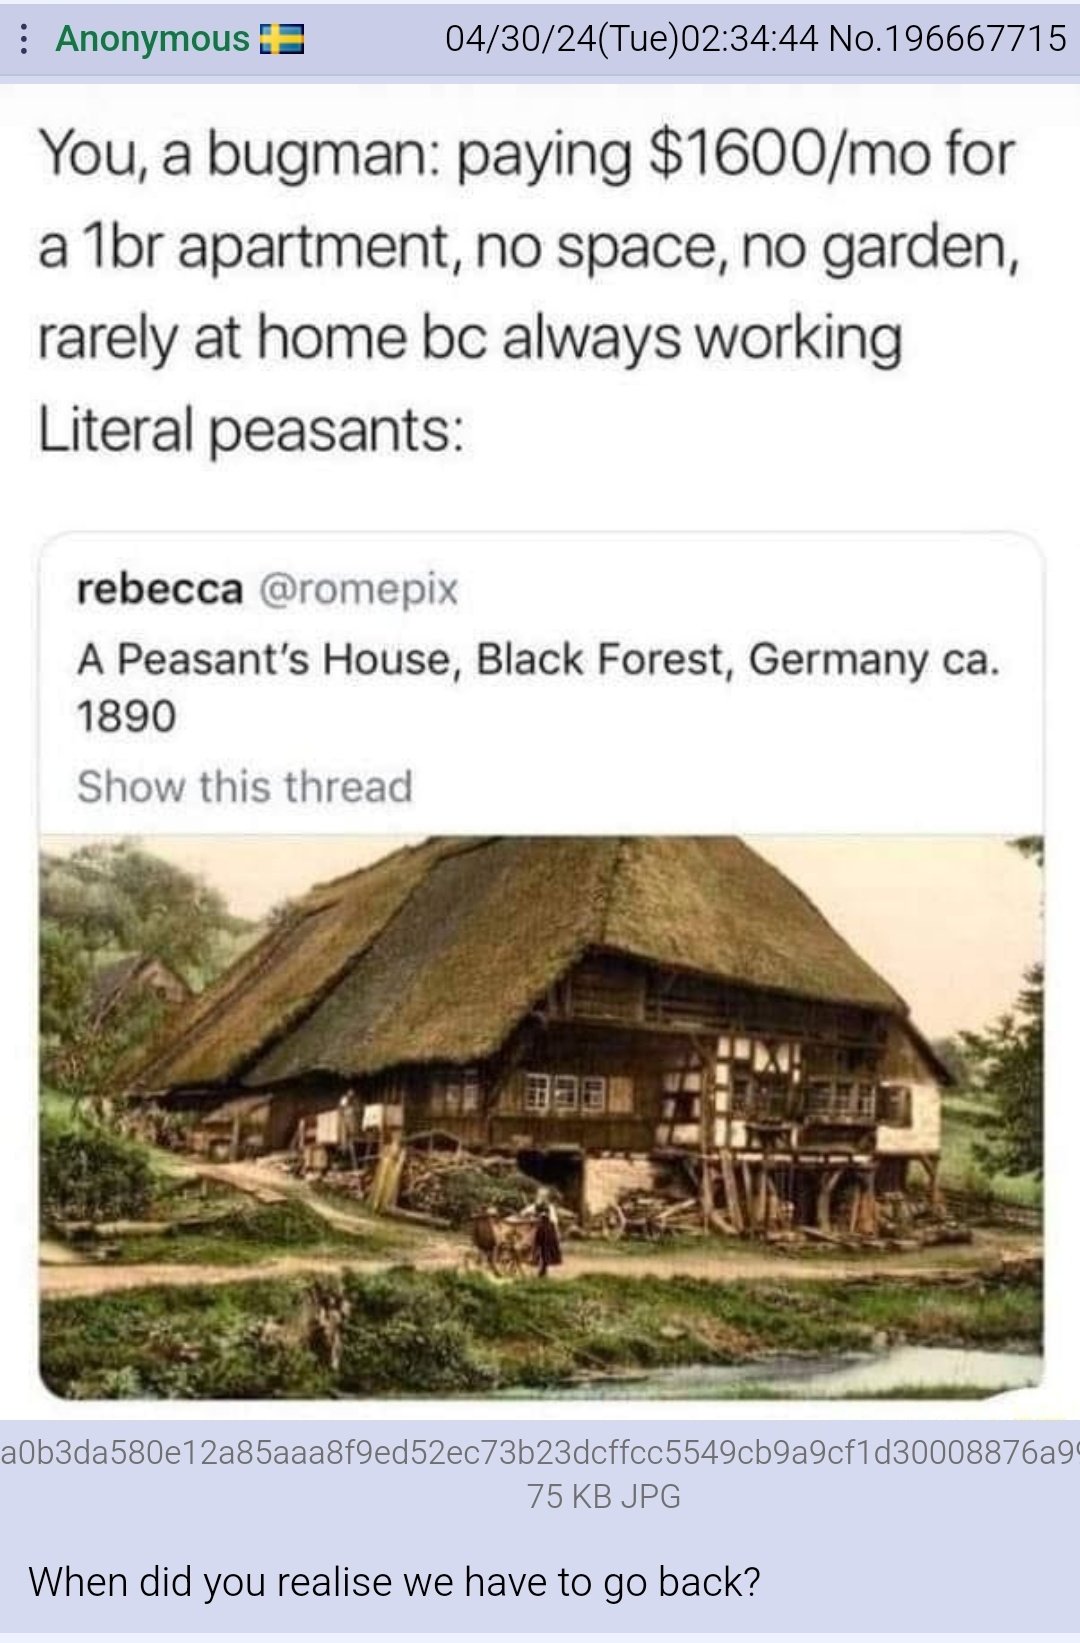 Anonymous 04/30/24(Tue)02:34:44 No.196667715
You, a bugman: paying $1600/mo for
a 1br apartment, no space, no garden,
rarely at home bc always working
Literal peasants:
rebecca @romepix
A Peasant's House, Black Forest, Germany ca.
1890
Show this thread
a0b3da580e12a85aaa8f9ed52ec73b23dcffcc5549cb9a9cf1d30008876a9
75 KB JPG
When did you realise we have to go back?